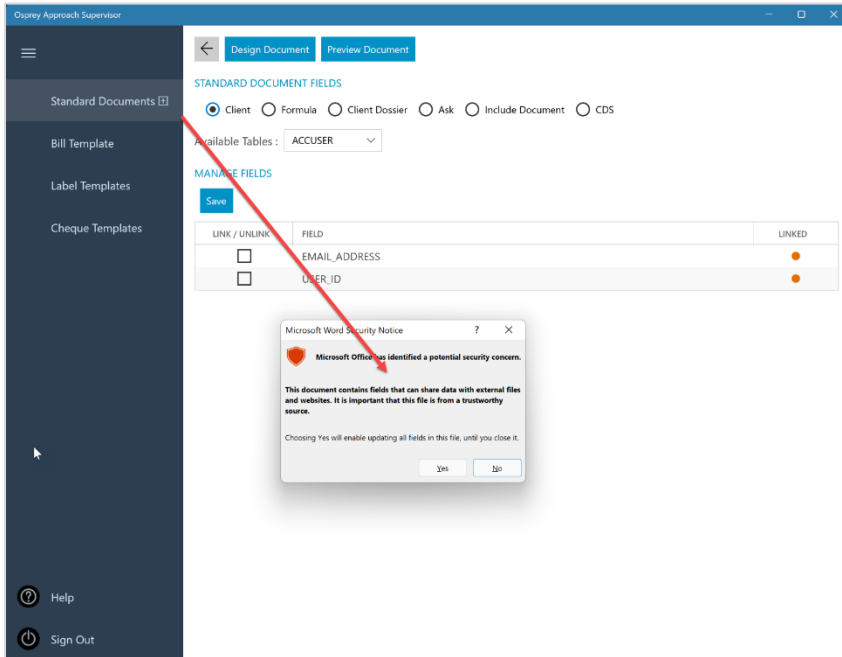 Osprey Approach Supervisor
Design Document
Preview Document
STANDARD DOCUMENT FIELDS
Standard Documents
Client
Formula
Client Dossier
Ask
Include Document
CDS
Available Tables :
ACCUSER
Bill Template
MANAGE FIELDS
Label Templates
Save
Cheque Templates
LINK / UNLINK
FIELD
LINKED
EMAIL_ADDRESS
USER_ID
Microsoft Word Security Notice
?
Microsoft Office has identified a potential security concern.
This document contains fields that can share data with external files
and websites. It is important that this file is from a trustworthy
source.
Choosing Yes will enable updating all fields in this file, until you close it.
Yes
No
?
Help
Sign Out